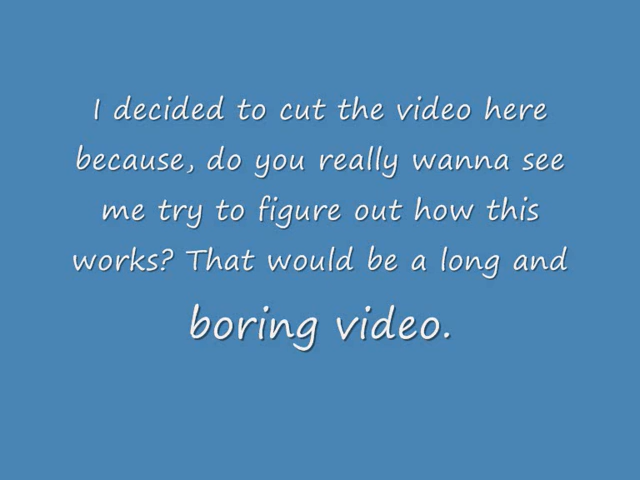 I decided to cut the video here
because, do you really wanna see
me try to figure out how this
works? That would be a long and
boring video.